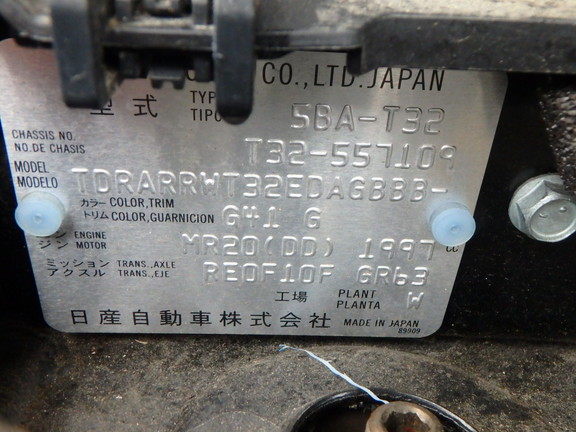 CO.,LTD.JAPAN
型式 TYPE TIPO 5BA-T32
CHASSIS NO. NO.DE CHASIS T32-557109
MODEL MODELO TDRARRWT32EDAGBBB-
カラー COLOR,TRIM
トリム COLOR,GUARNICION G41 G
ジン ENGINE MOTOR MR20(DD) 1997 CC
ミッション TRANS.,AXLE
アクスル TRANS.,EJE RE0F10F GR63
工場 PLANT PLANTA W
日産自動車株式会社 MADE IN JAPAN
89909